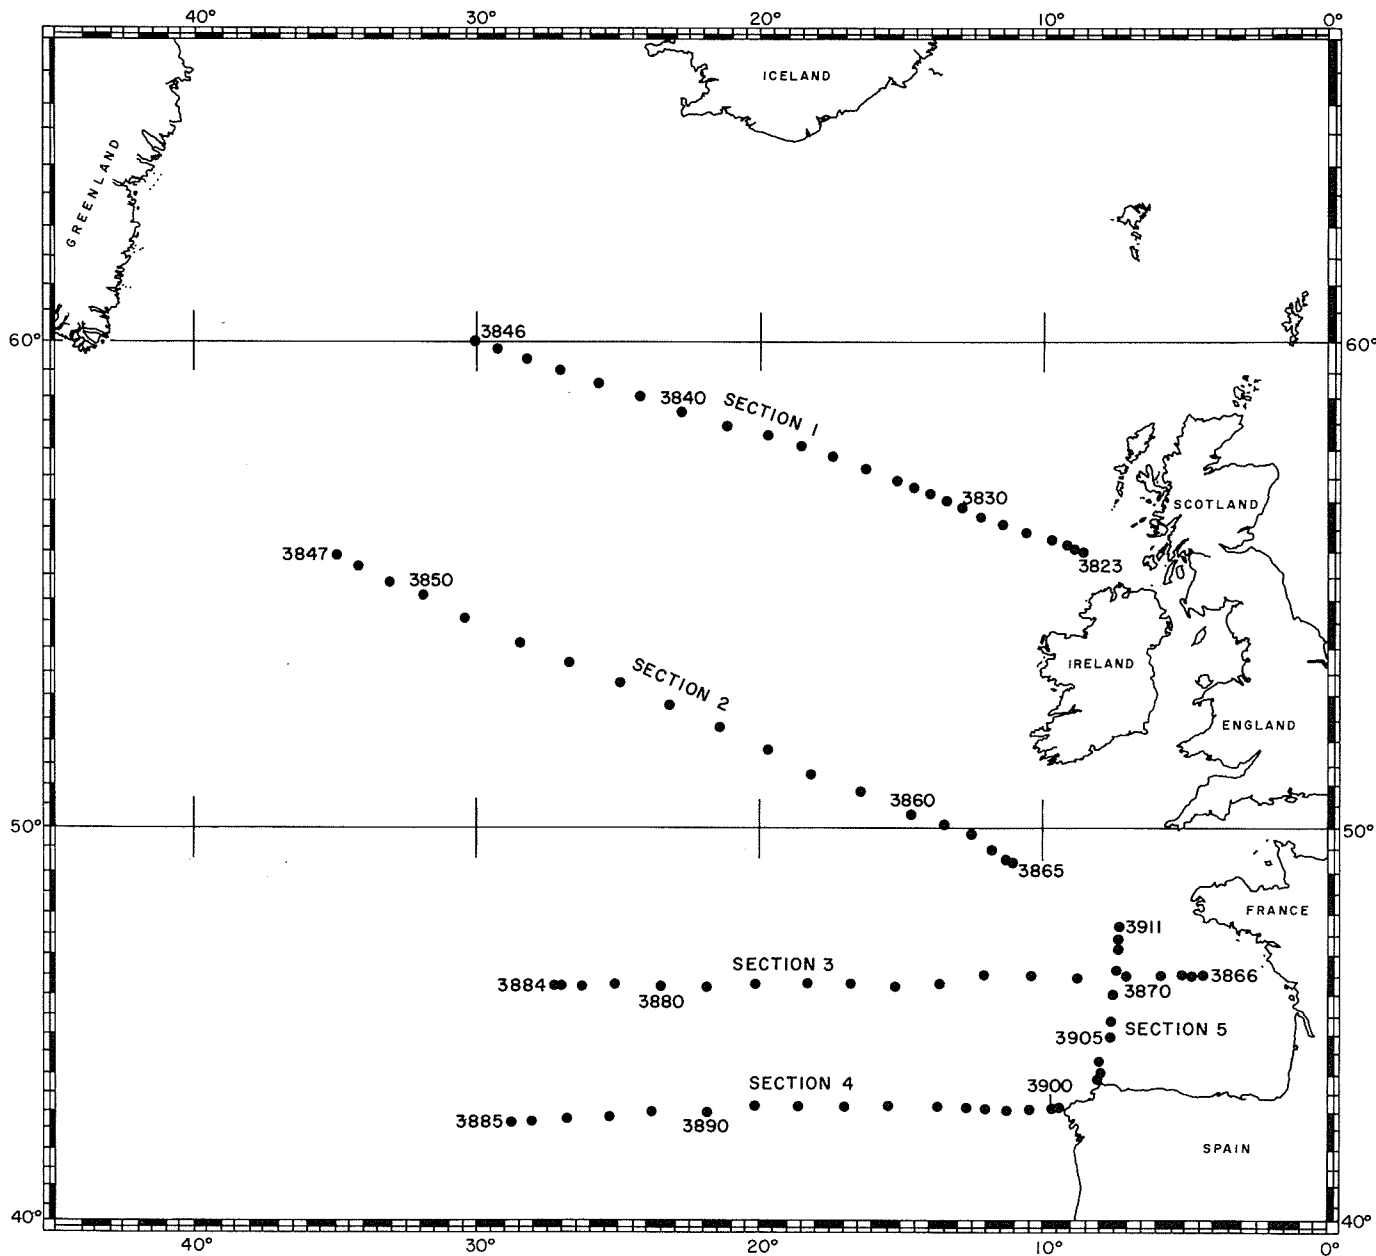 40° 30° 20° 10° 0°
ICELAND
GREENLAND
60° 3846 60°
3840 SECTION 1
3830
SCOTLAND
3847 3823
3850
IRELAND
SECTION 2
ENGLAND
3860
50° 50°
3865
FRANCE
3911
SECTION 3
3884 3866
3880 3870
SECTION 5
3905
SECTION 4 3900
3885 3890
SPAIN
40°
40° 30° 20° 10° 0°